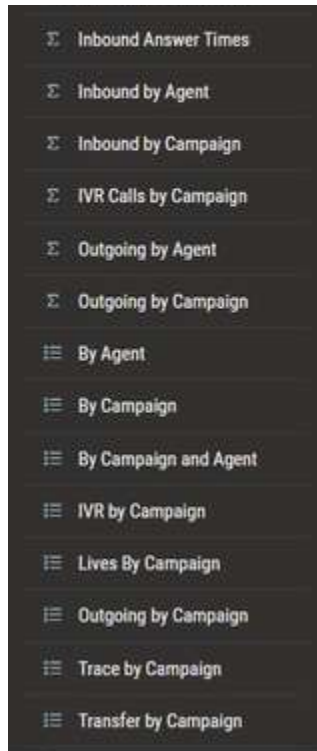 Σ Inbound Answer Times
Σ Inbound by Agent
Σ Inbound by Campaign
Σ IVR Calls by Campaign
Σ Outgoing by Agent
Σ Outgoing by Campaign
By Agent
By Campaign
By Campaign and Agent
IVR by Campaign
Lives By Campaign
Outgoing by Campaign
Trace by Campaign
Transfer by Campaign